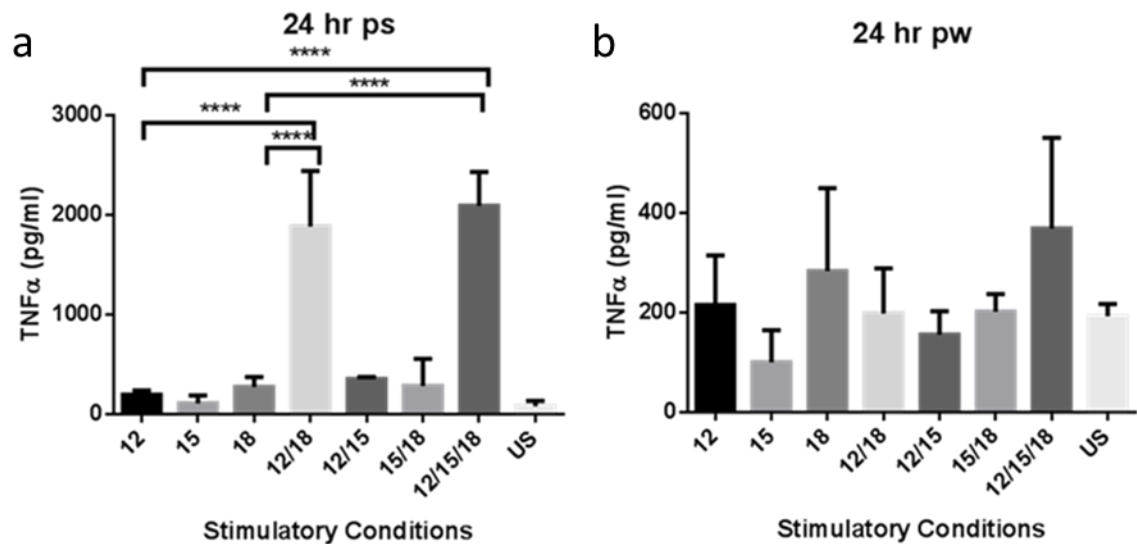 a
24 hr ps
****
****
****
****
3000
2000
1000
0
TNFα (pg/ml)
12
15
18
12/18
12/15
15/18
12/15/18
US
Stimulatory Conditions
b
24 hr pw
600
400
200
0
TNFα (pg/ml)
12
15
18
12/18
12/15
15/18
12/15/18
US
Stimulatory Conditions